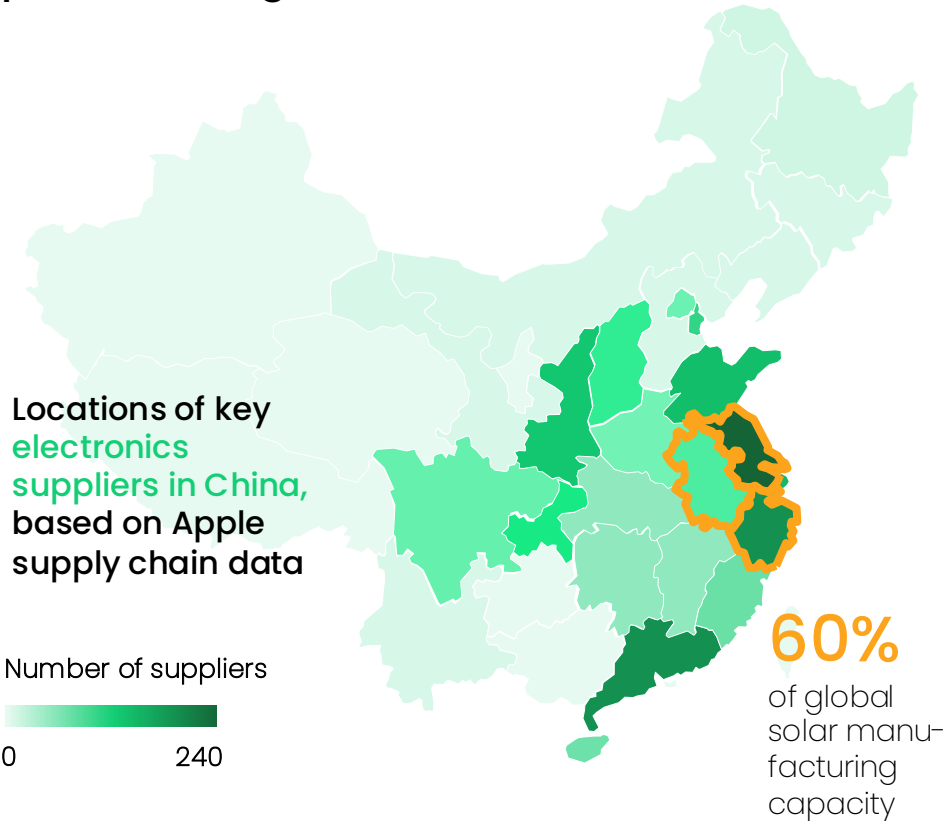 Locations of key
electronics
suppliers in China,
based on Apple
supply chain data
Number of suppliers
0
240
60%
of global
solar manu-
facturing
capacity